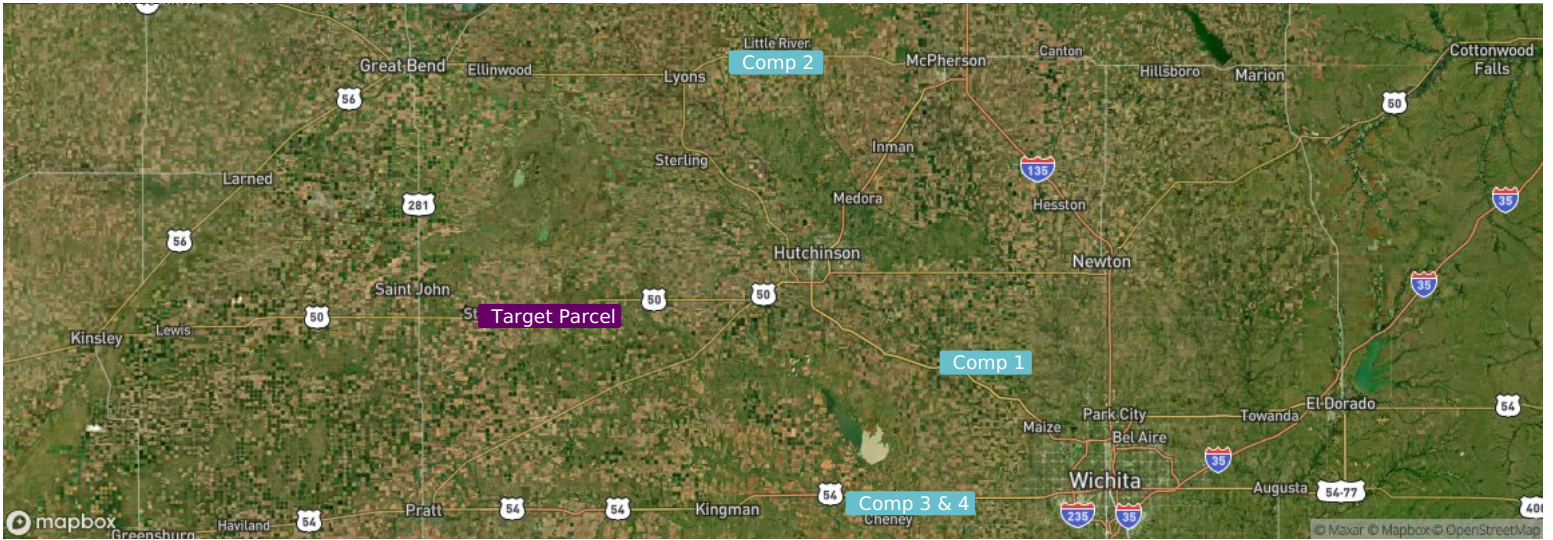 Great Bend
Ellinwood
Lyons
Little River
Comp 2
McPherson
Canton
Hillsboro
Marion
Cottonwood
Falls
56
50
Sterling
Inman
135
Larned
281
Medora
Hesston
35
56
Hutchinson
Newton
Saint John
50
50
35
St
Target Parcel
50
Kinsley
Lewis
Comp 1
El Dorado
Park City
Towanda
54
Maize
Bel Aire
35
Wichita
Augusta
54-77
54
Comp 3 & 4
Cheney
Kingman
54
54
Pratt
235
35
400
mapbox
Haviland
54
Greensburg
© Maxar © Mapbox © OpenStreetMap